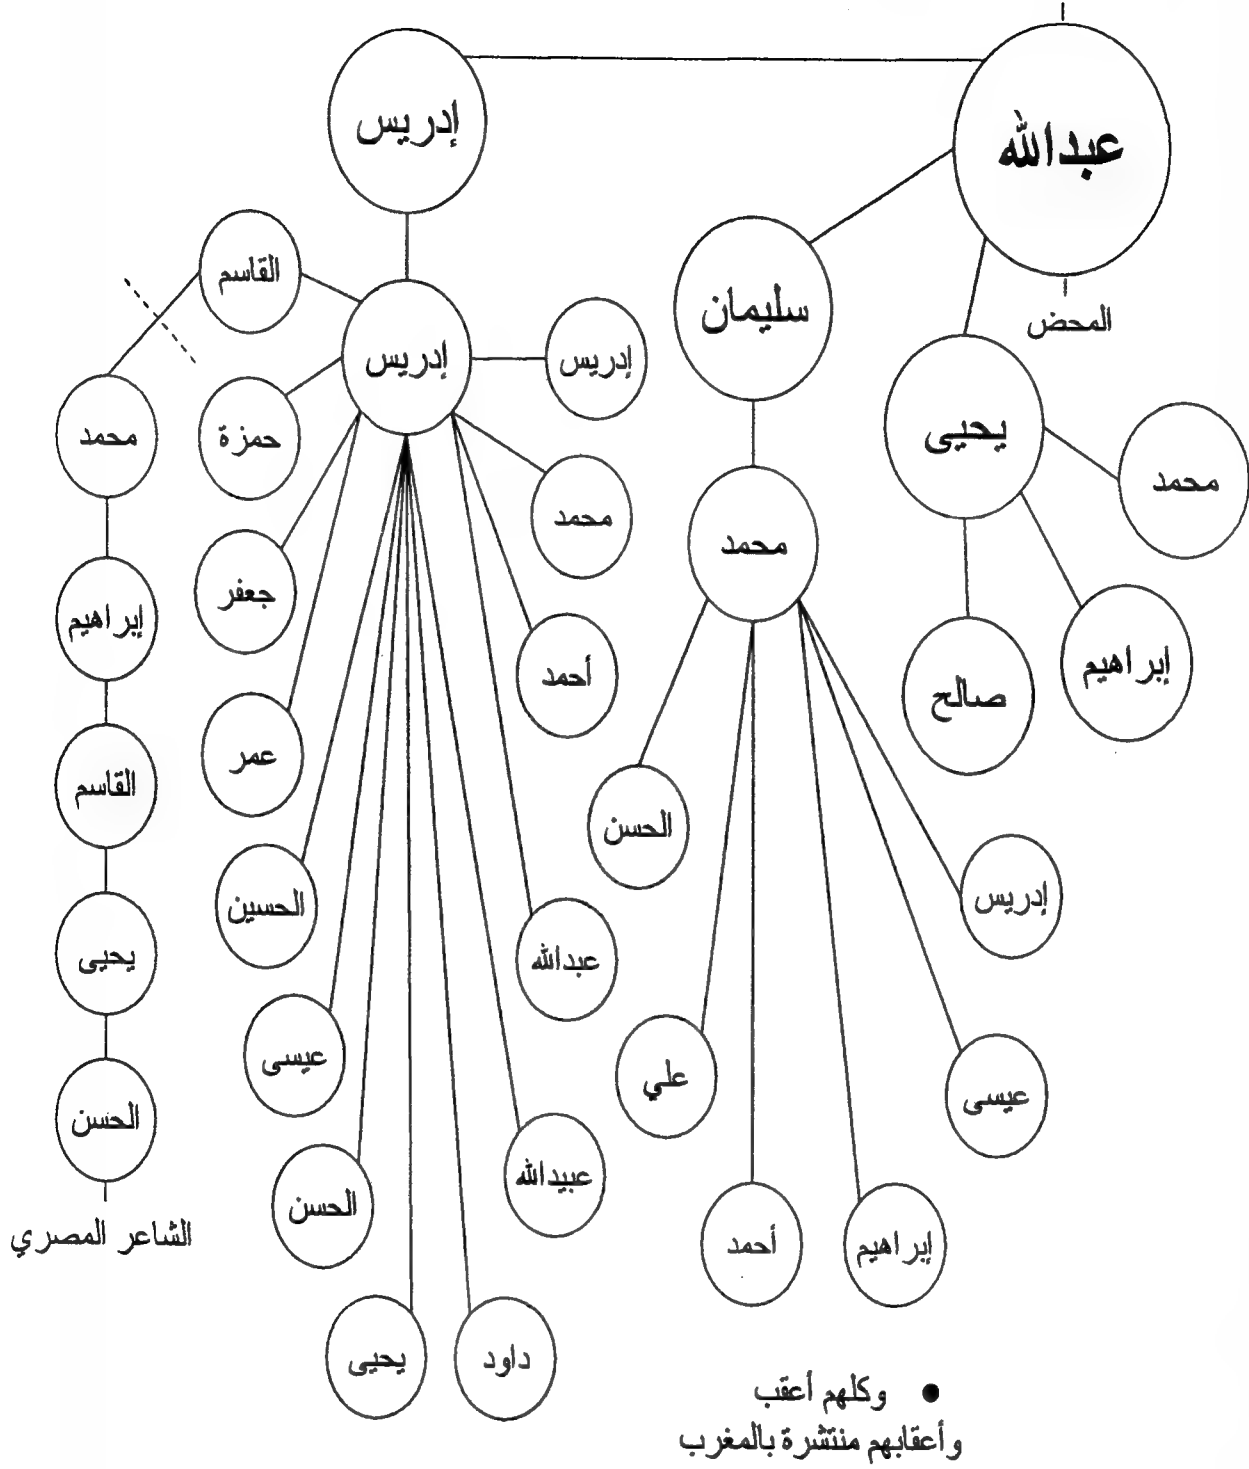 عبدالله
المحض
إدريس
سليمان
يحيى
محمد
إبراهيم
صالح
محمد
إدريس
عيسى
إبراهيم
أحمد
علي
الحسن
إدريس
إدريس
محمد
أحمد
عبدالله
عبيدالله
داود
يحيى
الحسن
عيسى
الحسين
عمر
جعفر
حمزة
القاسم
محمد
إبراهيم
القاسم
يحيى
الحسن
الشاعر المصري
● وكلهم أعقب
وأعقابهم منتشرة بالمغرب